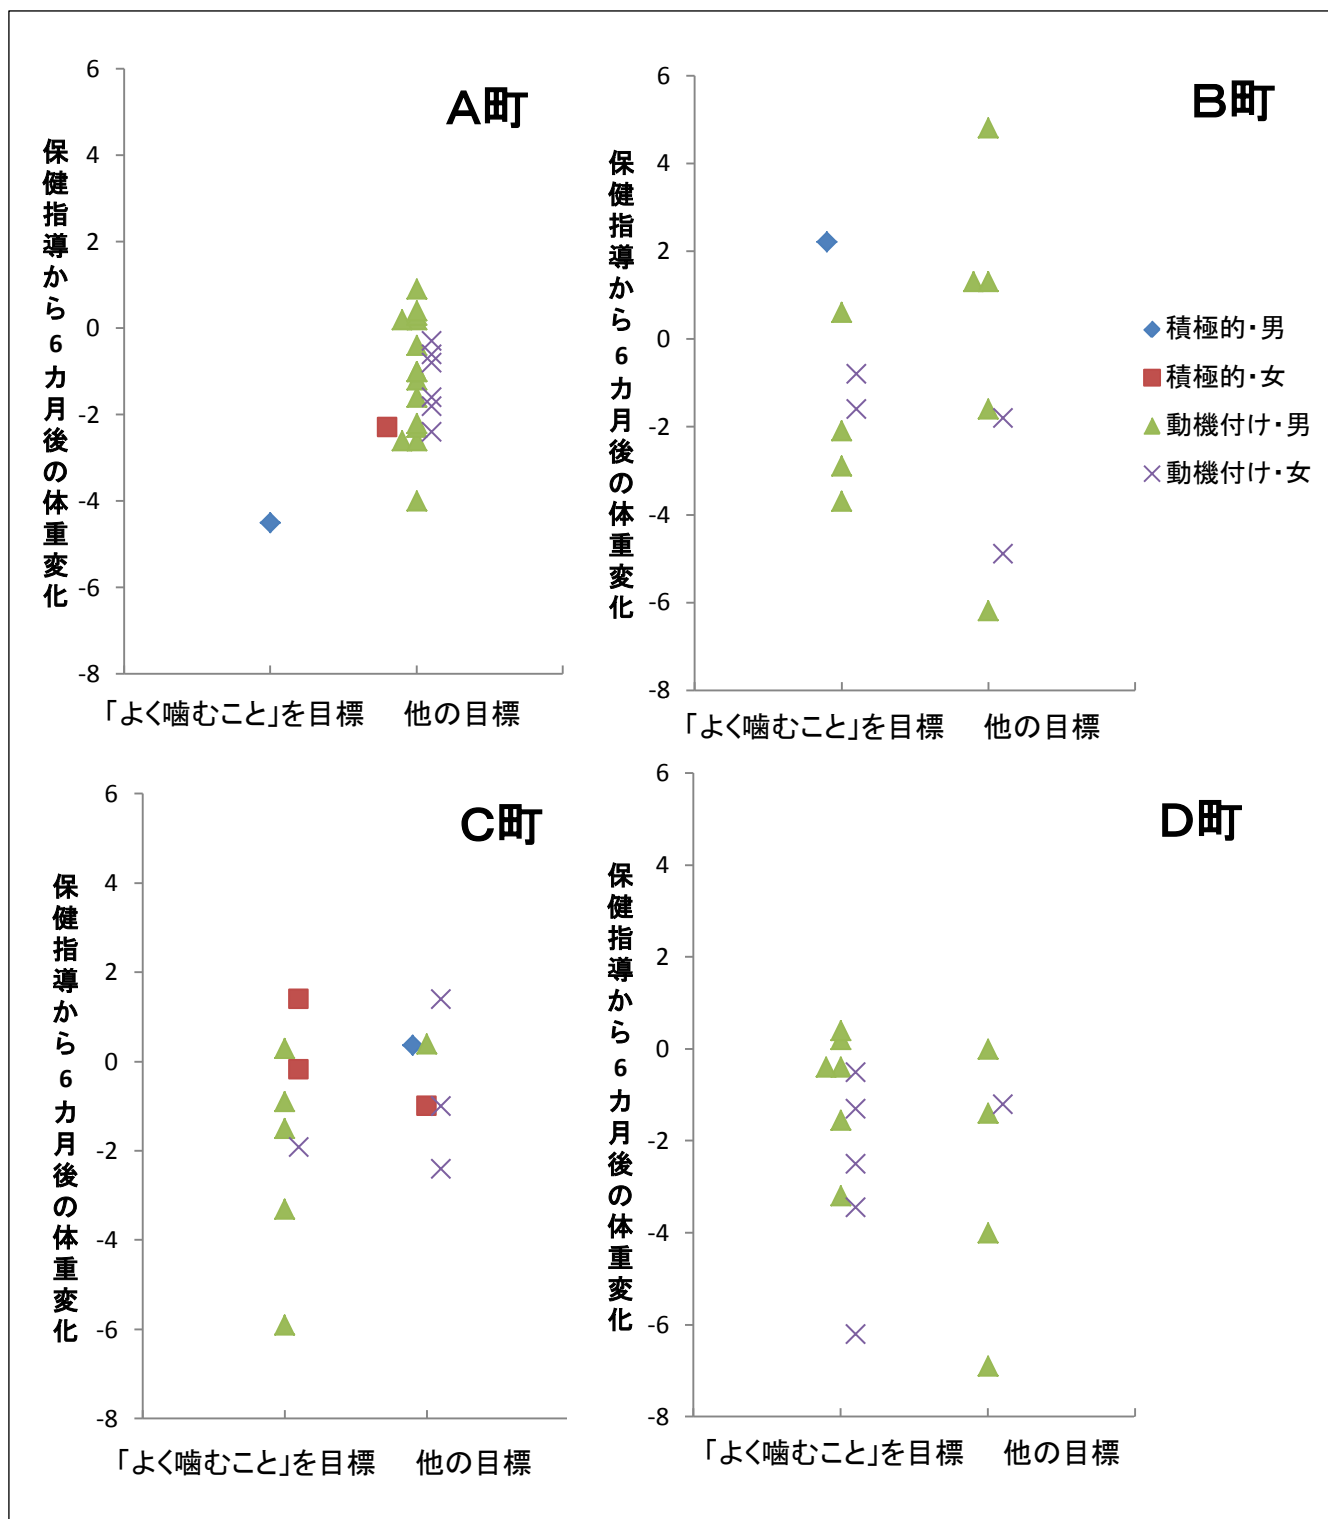 A町
保健指導から6カ月後の体重変化
6
4
2
0
-2
-4
-6
-8
「よく噛むこと」を目標 他の目標
B町
保健指導から6カ月後の体重変化
6
4
2
0
-2
-4
-6
-8
「よく噛むこと」を目標 他の目標
積極的・男
積極的・女
動機付け・男
動機付け・女
C町
保健指導から6カ月後の体重変化
6
4
2
0
-2
-4
-6
-8
「よく噛むこと」を目標 他の目標
D町
保健指導から6カ月後の体重変化
6
4
2
0
-2
-4
-6
-8
「よく噛むこと」を目標 他の目標